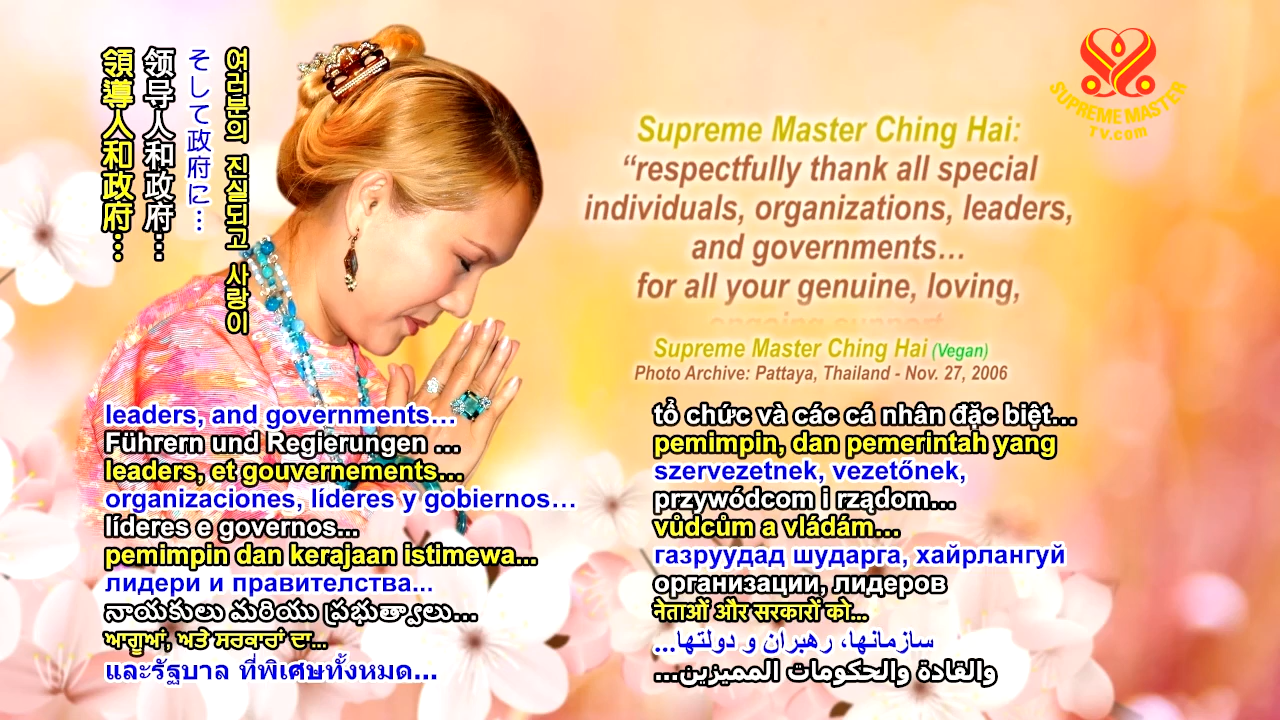 領導人和政府…
领导人和政府…
そして政府に…
여러분의 진실되고 사랑이
SUPREME MASTER
TV.com
Supreme Master Ching Hai:
“respectfully thank all special
individuals, organizations, leaders,
and governments…
for all your genuine, loving,
ongoing support
Supreme Master Ching Hai (Vegan)
Photo Archive: Pattaya, Thailand - Nov. 27, 2006
leaders, and governments…
Führern und Regierungen …
leaders, et gouvernements…
organizaciones, líderes y gobiernos…
líderes e governos...
pemimpin dan kerajaan istimewa...
лидери и правителства...
నాయకులు మరియు ప్రభుత్వాలు...
ਆਗੂਆਂ, ਅਤੇ ਸਰਕਾਰਾਂ ਦਾ...
และรัฐบาล ที่พิเศษทั้งหมด...
tổ chức và các cá nhân đặc biệt…
pemimpin, dan pemerintah yang
szervezetnek, vezetőnek,
przywódcom i rządom…
vůdcům a vládám…
газруудад шударга, хайрлангуй
организации, лидеров
नेताओं और सरकारों को...
سازمانها، رهبران و دولتها...
والقادة والحكومات المميزين...